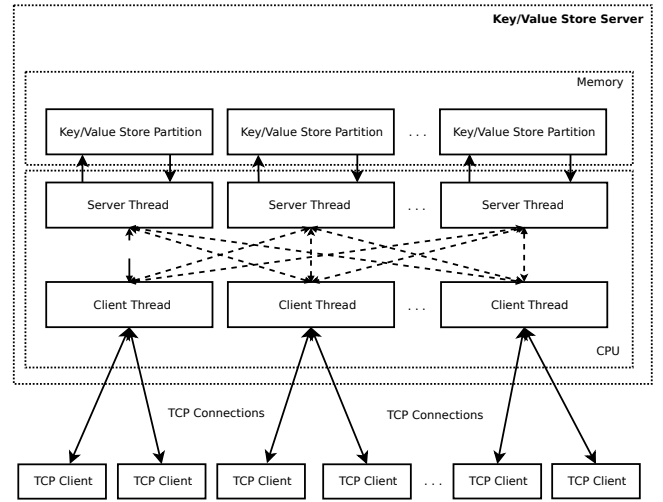 Key/Value Store Server
Memory
Key/Value Store Partition
Key/Value Store Partition
. . .
Key/Value Store Partition
Server Thread
Server Thread
. . .
Server Thread
Client Thread
Client Thread
. . .
Client Thread
CPU
TCP Connections
TCP Connections
TCP Client
TCP Client
TCP Client
TCP Client
. . .
TCP Client
TCP Client